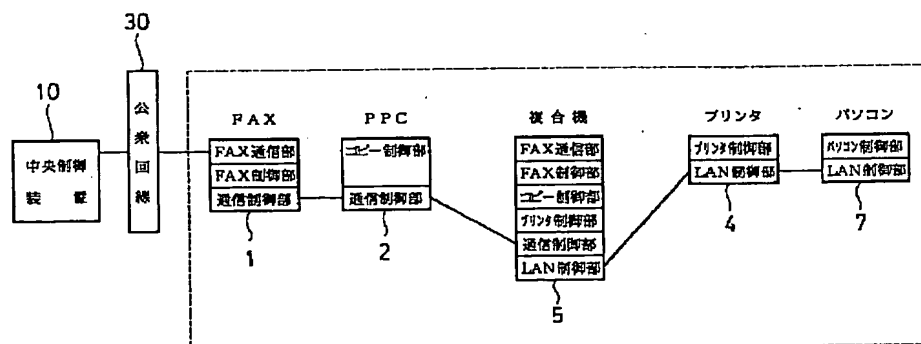 30
10
公衆回線
中央制御
装置
FAX
FAX通信部
FAX制御部
通信制御部
1
PPC
コピー制御部
通信制御部
2
複合機
FAX通信部
FAX制御部
コピー制御部
プリンタ制御部
通信制御部
LAN制御部
5
プリンタ
プリンタ制御部
LAN制御部
4
パソコン
パソコン制御部
LAN制御部
7